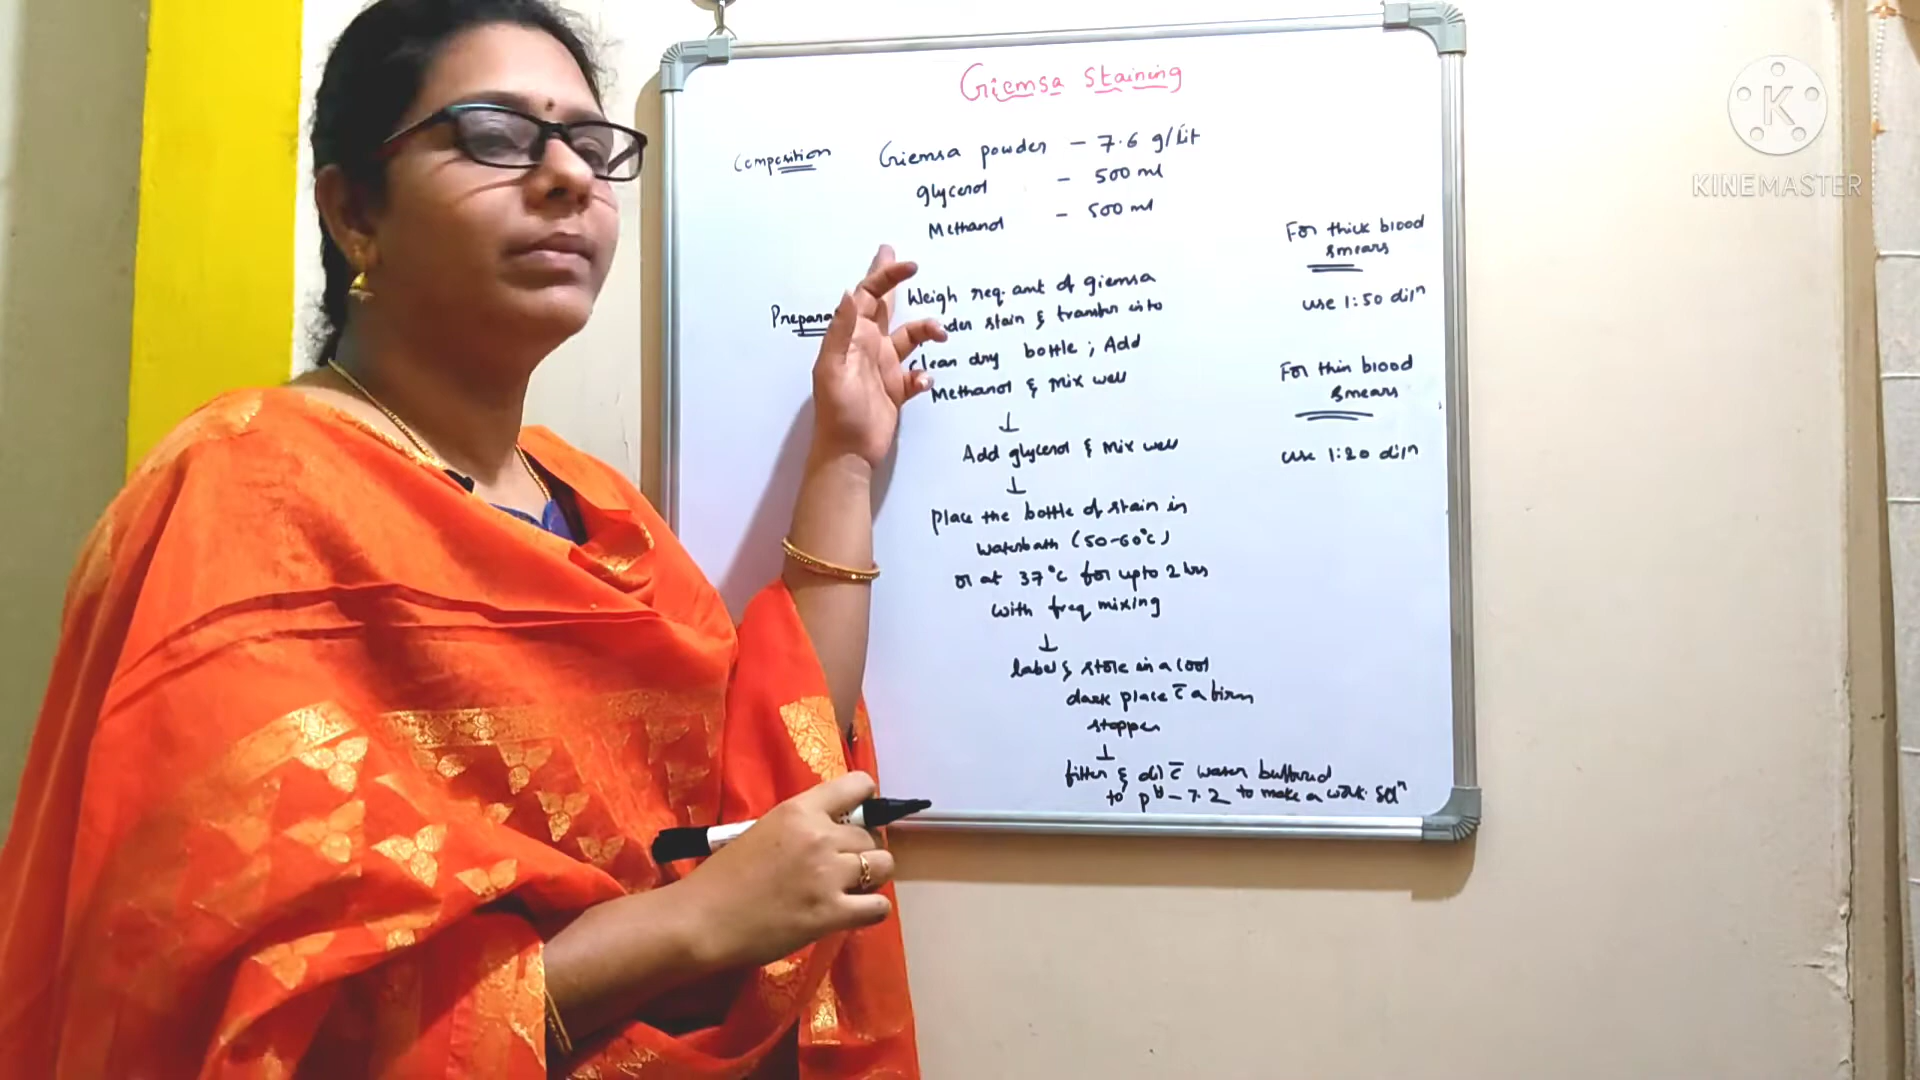 Giemsa Staining
Composition Giemsa powder - 7.6 g/Lit
glycerol - 500 ml
Methanol - 500 ml
Prepara
Weigh req. amt of giemsa
der stain & transfer into
clean dry bottle ; Add
Methanol & Mix well
↓
Add glycerol & Mix well
↓
place the bottle of stain in
Waterbath (50-60°c)
or at 37°c for upto 2 hrs
with freq mixing
↓
label & store in a cool
dark place c̄ a firm
stopper
↓
filter & dil c̄ water buffered
to pH - 7.2 to make a work. solⁿ
For thick blood
smears
use 1:50 dilⁿ
For thin blood
smears
use 1:20 dilⁿ
K
KINEMASTER